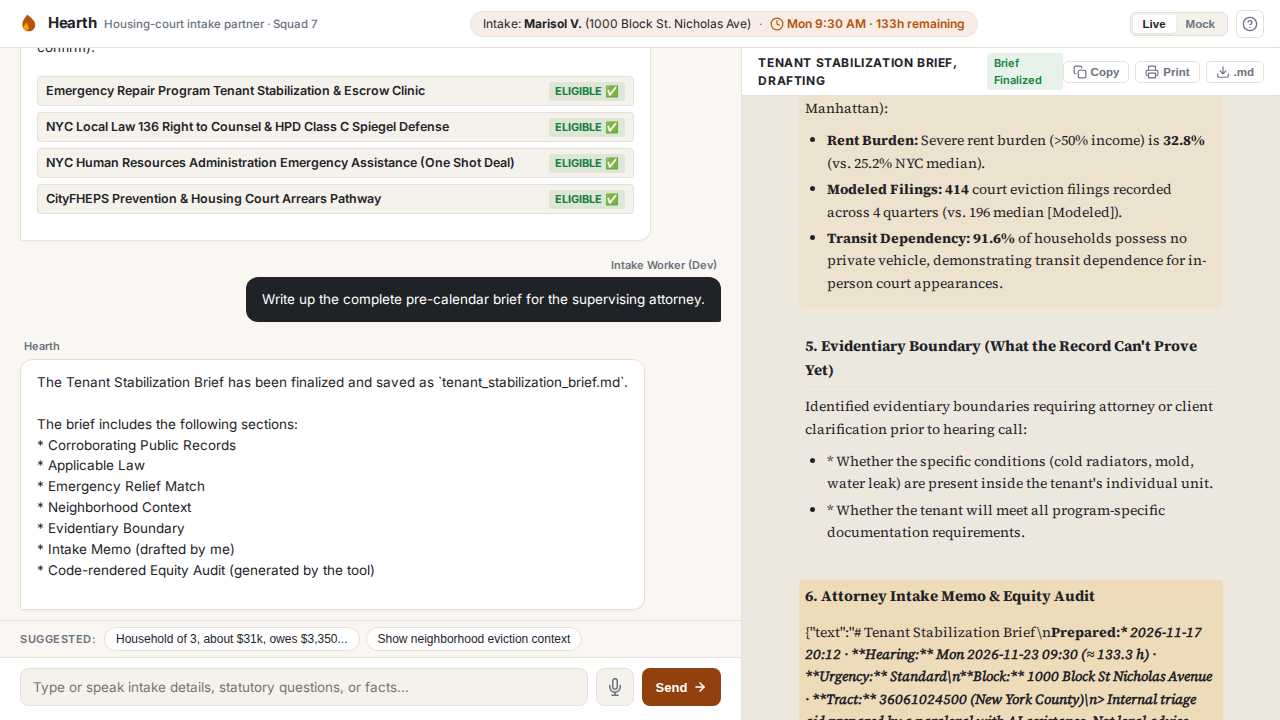 Hearth Housing-court intake partner · Squad 7
Intake: Marisol V. (1000 Block St. Nicholas Ave) · Mon 9:30 AM · 133h remaining
Live Mock
confirm):
Emergency Repair Program Tenant Stabilization & Escrow Clinic ELIGIBLE ✅
NYC Local Law 136 Right to Counsel & HPD Class C Spiegel Defense ELIGIBLE ✅
NYC Human Resources Administration Emergency Assistance (One Shot Deal) ELIGIBLE ✅
CityFHEPS Prevention & Housing Court Arrears Pathway ELIGIBLE ✅
Intake Worker (Dev)
Write up the complete pre-calendar brief for the supervising attorney.
Hearth
The Tenant Stabilization Brief has been finalized and saved as `tenant_stabilization_brief.md`.
The brief includes the following sections:
* Corroborating Public Records
* Applicable Law
* Emergency Relief Match
* Neighborhood Context
* Evidentiary Boundary
* Intake Memo (drafted by me)
* Code-rendered Equity Audit (generated by the tool)
SUGGESTED: Household of 3, about $31k, owes $3,350... Show neighborhood eviction context
Type or speak intake details, statutory questions, or facts...
Send →
TENANT STABILIZATION BRIEF,
DRAFTING
Brief
Finalized
Copy Print .md
Manhattan):
• Rent Burden: Severe rent burden (>50% income) is 32.8%
(vs. 25.2% NYC median).
• Modeled Filings: 414 court eviction filings recorded
across 4 quarters (vs. 196 median [Modeled]).
• Transit Dependency: 91.6% of households possess no
private vehicle, demonstrating transit dependence for in-
person court appearances.
5. Evidentiary Boundary (What the Record Can't Prove
Yet)
Identified evidentiary boundaries requiring attorney or client
clarification prior to hearing call:
• * Whether the specific conditions (cold radiators, mold,
water leak) are present inside the tenant's individual unit.
• * Whether the tenant will meet all program-specific
documentation requirements.
6. Attorney Intake Memo & Equity Audit
{"text":"# Tenant Stabilization Brief\nPrepared:* 2026-11-17
20:12 · **Hearing:** Mon 2026-11-23 09:30 (≈ 133.3 h) ·
**Urgency:** Standard\n**Block:** 1000 Block St Nicholas Avenue
· **Tract:** 36061024500 (New York County)\n> Internal triage
aid prepared by a paralegal with AI assistance. Not legal advice